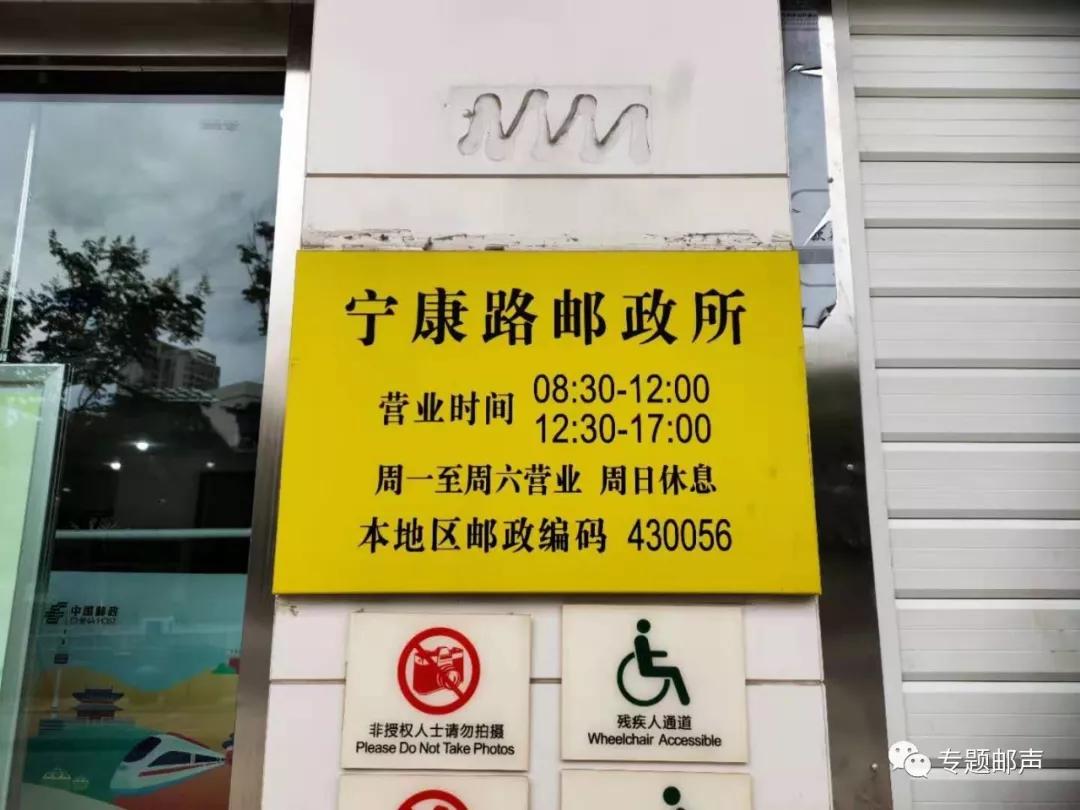 宁康路邮政所
营业时间 08:30-12:00
12:30-17:00
周一至周六营业 周日休息
本地区邮政编码 430056
中国邮政
CHINA POST
非授权人士请勿拍摄
Please Do Not Take Photos
残疾人通道
Wheelchair Accessible
专题邮声